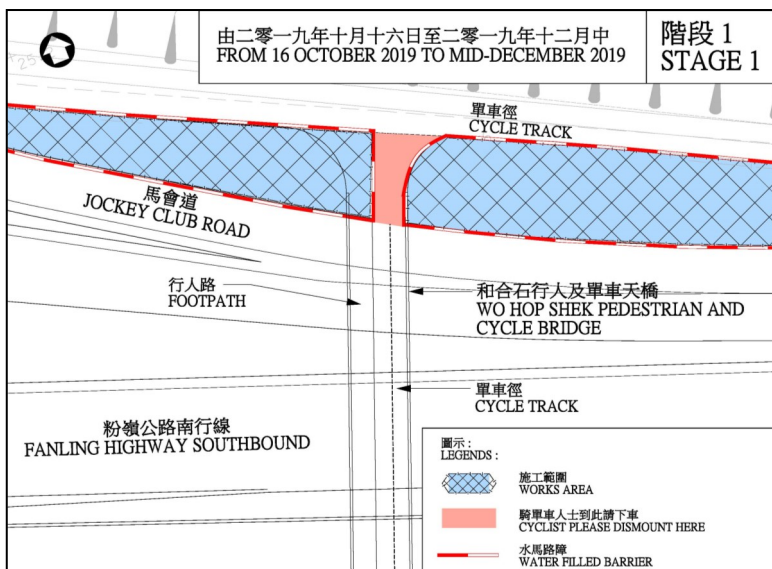 由二零一九年十月十六日至二零一九年十二月中
FROM 16 OCTOBER 2019 TO MID-DECEMBER 2019
階段 1
STAGE 1
+25
單車徑
CYCLE TRACK
馬會道
JOCKEY CLUB ROAD
行人路
FOOTPATH
和合石行人及單車天橋
WO HOP SHEK PEDESTRIAN AND
CYCLE BRIDGE
單車徑
CYCLE TRACK
粉嶺公路南行線
FANLING HIGHWAY SOUTHBOUND
圖示：
LEGENDS :
施工範圍
WORKS AREA
騎單車人士到此請下車
CYCLIST PLEASE DISMOUNT HERE
水馬路障
WATER FILLED BARRIER